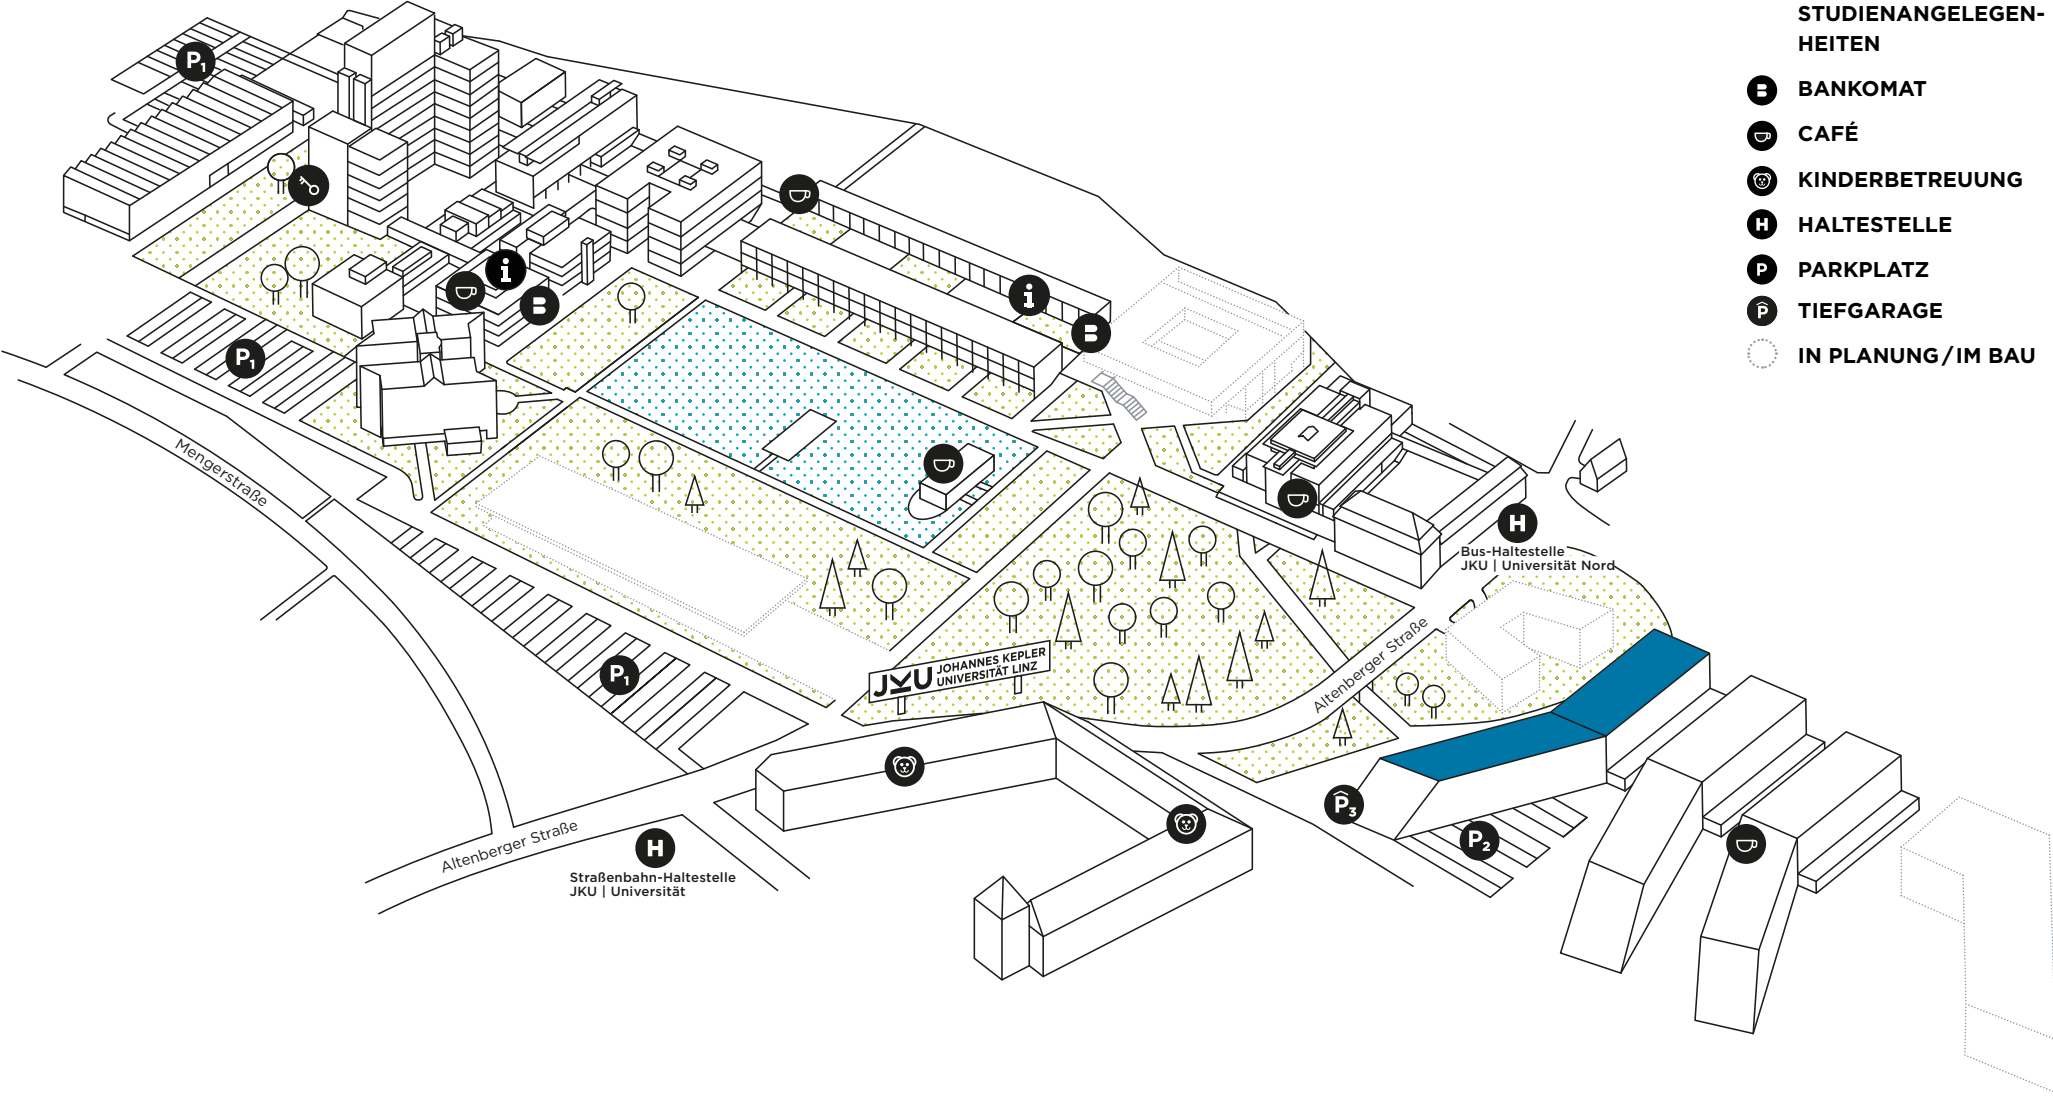 STUDIENANGELEGEN-
HEITEN
B BANKOMAT
CAFÉ
KINDERBETREUUNG
H HALTESTELLE
P PARKPLATZ
P TIEFGARAGE
IN PLANUNG/IM BAU
P1
i
B
P1
i
B
Mengerstraße
H
Bus-Haltestelle
JKU | Universität Nord
P1
JKU JOHANNES KEPLER
UNIVERSITÄT LINZ
Altenberger Straße
P3
P2
Altenberger Straße
H
Straßenbahn-Haltestelle
JKU | Universität